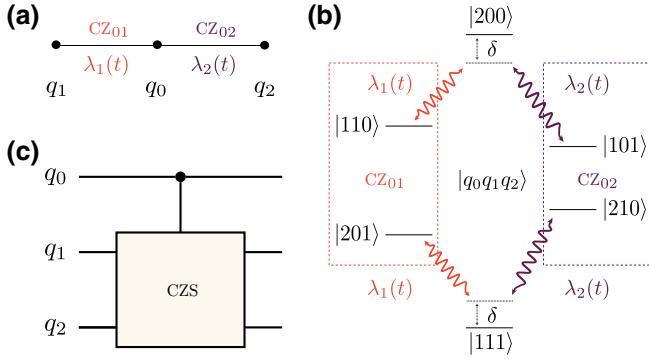 (a)
CZ01 CZ02
λ1(t) λ2(t)
q1 q0 q2
(b)
|200⟩
δ
λ1(t) λ2(t)
|110⟩ |101⟩
CZ01 |q0q1q2⟩ CZ02
|201⟩ |210⟩
λ1(t) λ2(t)
δ
|111⟩
(c)
q0
q1
CZS
q2